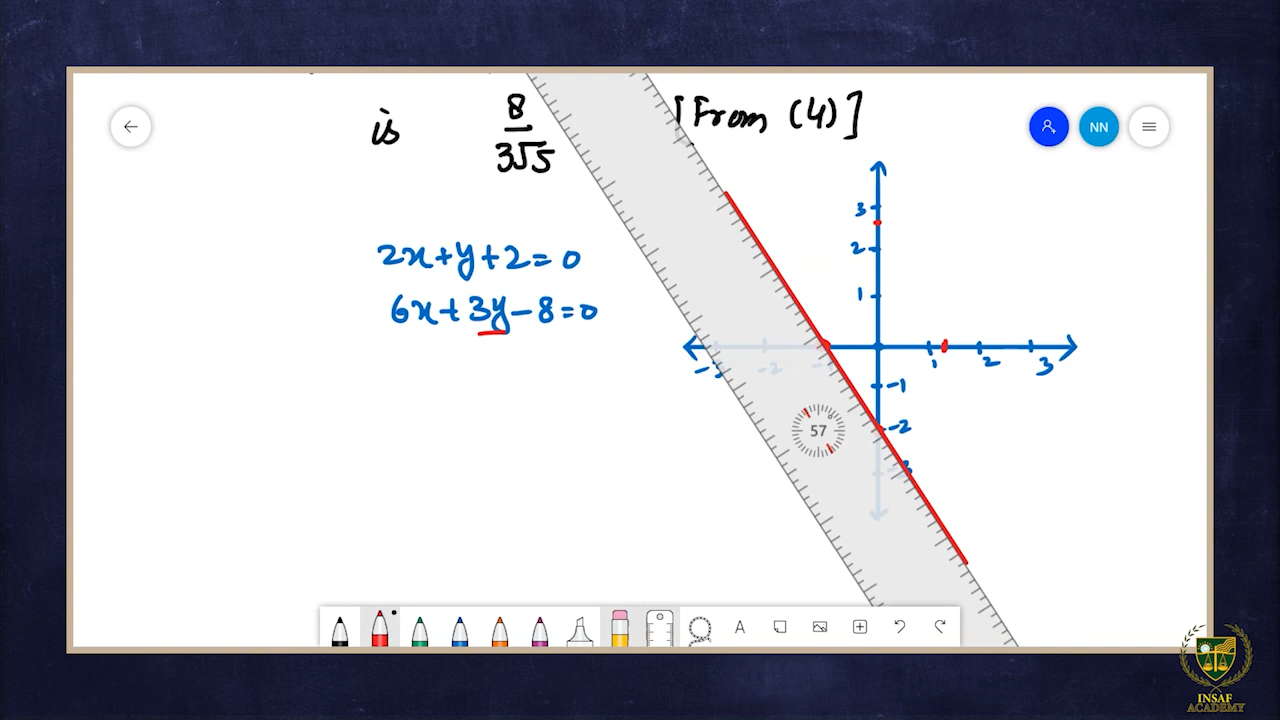 is 8/3√5 [From (4)]
2x+y+2=0
6x+3y-8=0
3
2
1
-3 -2 -1 1 2 3
-1
-2
-3
57
NN
A
INSAF
ACADEMY